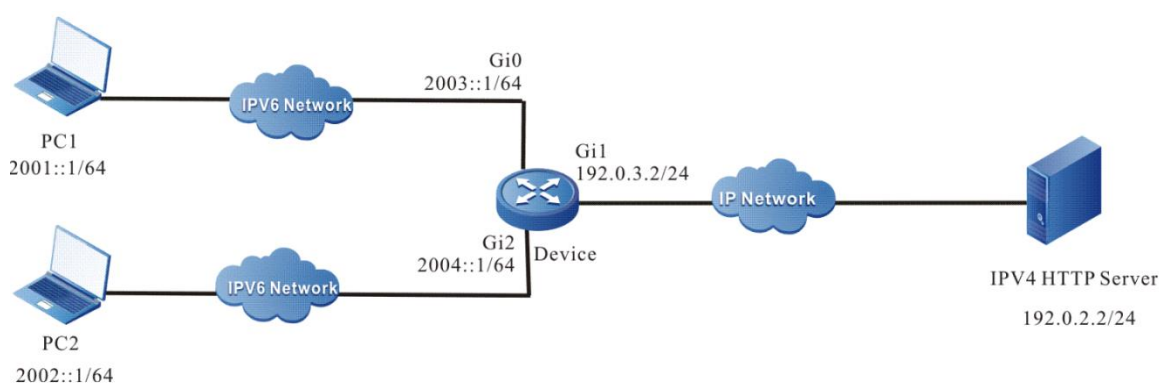 Gi0
2003::1/64
IPV6 Network
PC1
2001::1/64
Gi1
192.0.3.2/24
IP Network
Gi2
2004::1/64
Device
IPV6 Network
IPV4 HTTP Server
192.0.2.2/24
PC2
2002::1/64